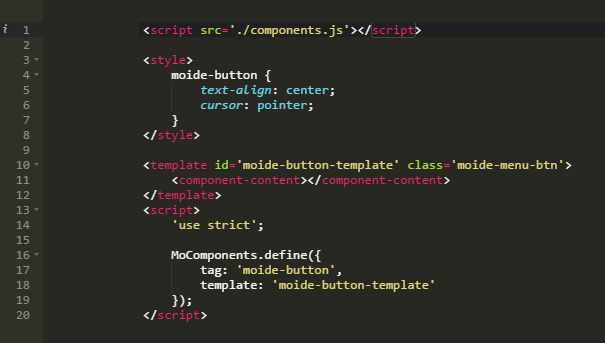 i 1 <script src='./components.js'></script>
2
3 <style>
4 moide-button {
5 text-align: center;
6 cursor: pointer;
7 }
8 </style>
9
10 <template id='moide-button-template' class='moide-menu-btn'>
11 <component-content></component-content>
12 </template>
13 <script>
14 'use strict';
15
16 MoComponents.define({
17 tag: 'moide-button',
18 template: 'moide-button-template'
19 });
20 </script>